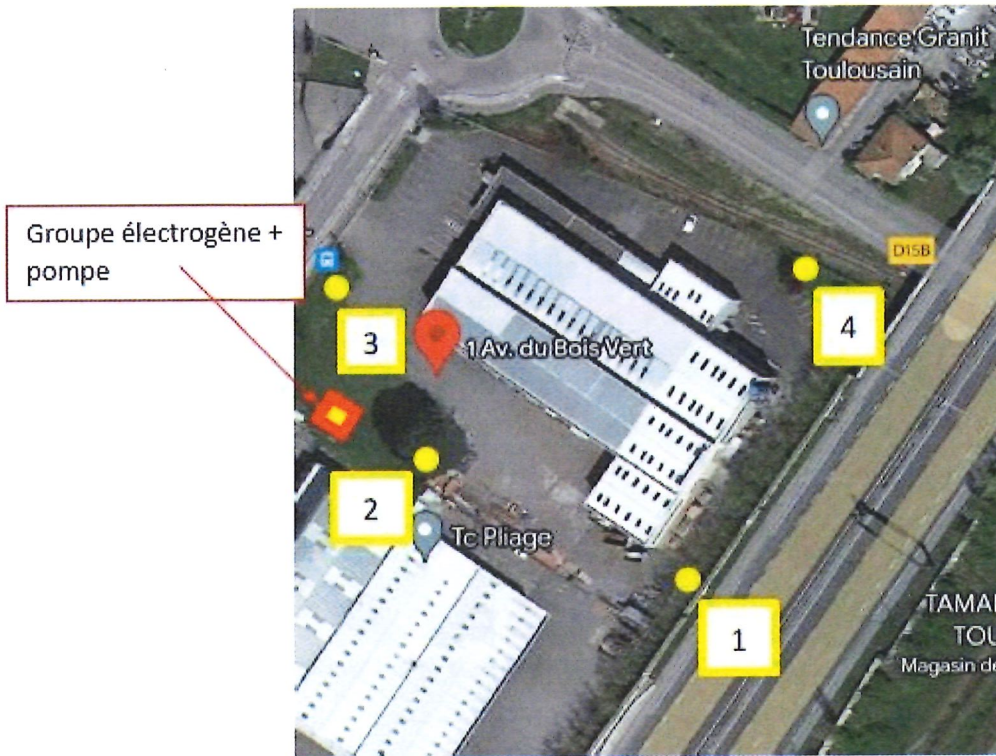 Tendance Granit
Toulousain
Groupe électrogène +
pompe
D15B
3
4
1 Av. du Bois Vert
2
Tc Pliage
1
TAMA
TOU
Magasin de